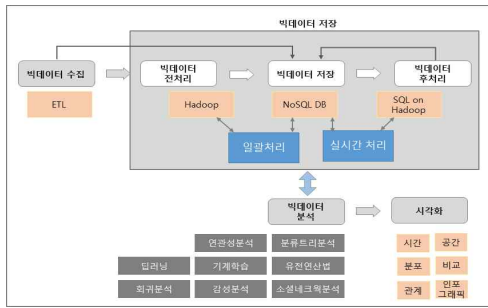 빅데이터 저장
빅데이터 수집
빅데이터
전처리
빅데이터 저장
빅데이터
후처리
ETL
Hadoop
NoSQL DB
SQL on
Hadoop
일괄처리
실시간 처리
빅데이터
분석
시각화
연관성분석
분류트리분석
딥러닝
기계학습
유전연산법
회귀분석
감성분석
소셜네크웍분석
시간
공간
분포
비교
관계
인포
그래픽